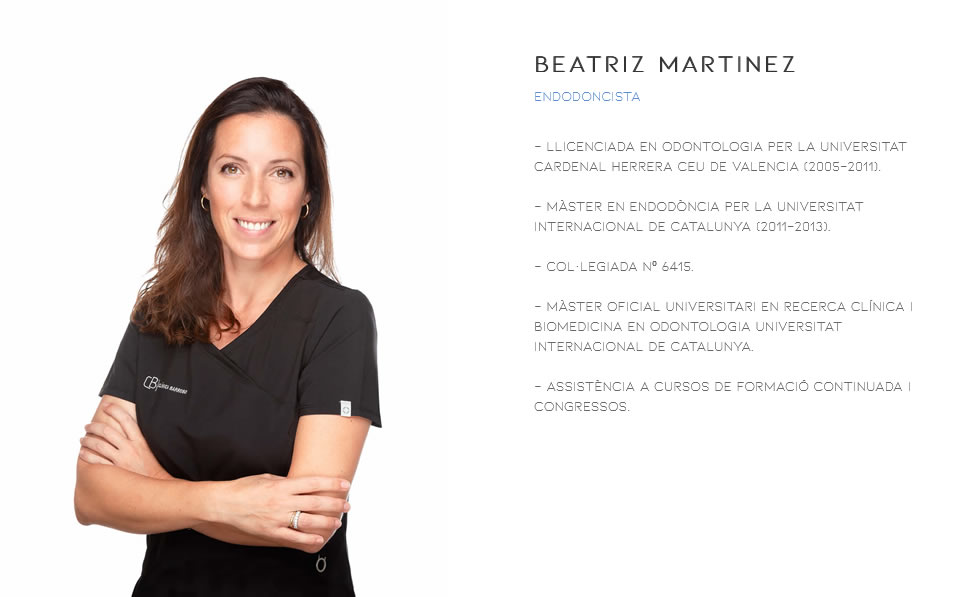 BEATRIZ MARTINEZ
ENDODONCISTA
- LLICENCIADA EN ODONTOLOGIA PER LA UNIVERSITAT
CARDENAL HERRERA CEU DE VALENCIA (2005-2011).
- MÀSTER EN ENDODÒNCIA PER LA UNIVERSITAT
INTERNACIONAL DE CATALUNYA (2011-2013).
- COL·LEGIADA Nº 6415.
- MÀSTER OFICIAL UNIVERSITARI EN RECERCA CLÍNICA I
BIOMEDICINA EN ODONTOLOGIA UNIVERSITAT
INTERNACIONAL DE CATALUNYA.
- ASSISTÈNCIA A CURSOS DE FORMACIÓ CONTINUADA I
CONGRESSOS.
CB